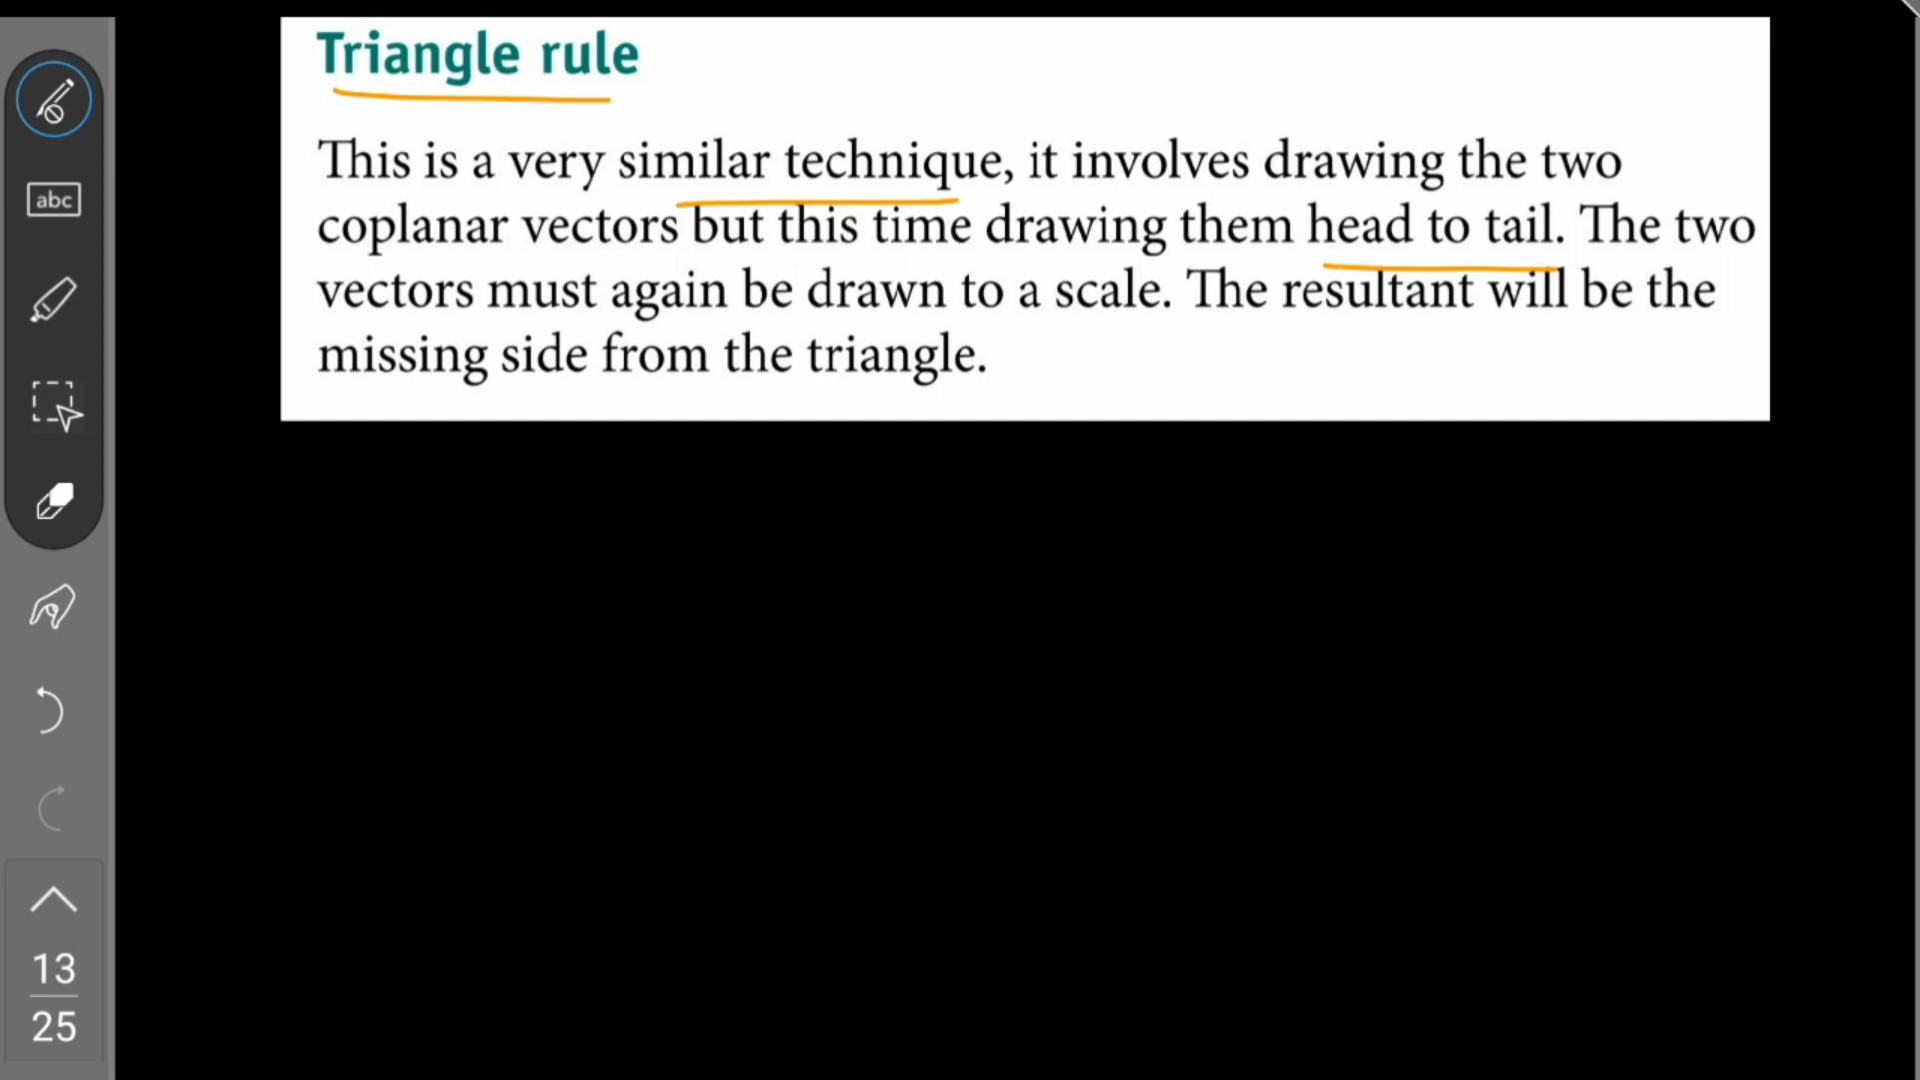 Triangle rule
This is a very similar technique, it involves drawing the two
coplanar vectors but this time drawing them head to tail. The two
vectors must again be drawn to a scale. The resultant will be the
missing side from the triangle.
abc
13
25